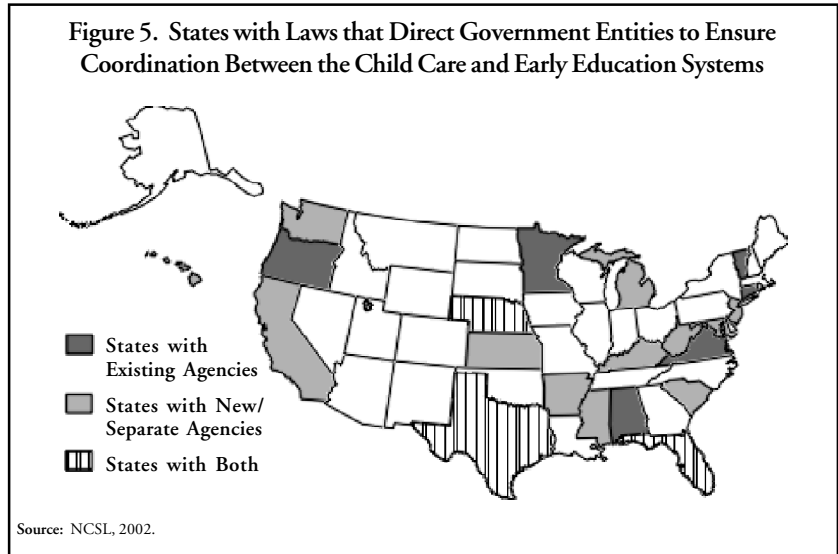 Figure 5. States with Laws that Direct Government Entities to Ensure
Coordination Between the Child Care and Early Education Systems
States with
Existing Agencies
States with New/
Separate Agencies
States with Both
Source: NCSL, 2002.